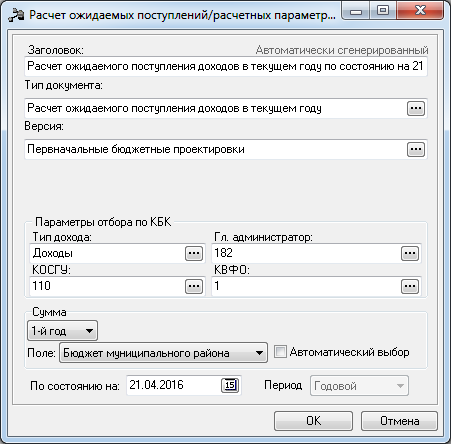 Расчет ожидаемых поступлений/расчетных параметр...
Заголовок: Автоматически сгенерированный
Расчет ожидаемого поступления доходов в текущем году по состоянию на 21
Тип документа:
Расчет ожидаемого поступления доходов в текущем году
Версия:
Первначальные бюджетные проектировки
Параметры отбора по КБК
Тип дохода: Гл. администратор:
Доходы 182
КОСГУ: КВФО:
110 1
Сумма
1-й год
Поле: Бюджет муниципального района Автоматический выбор
По состоянию на: 21.04.2016 15 Период Годовой
OK Отмена